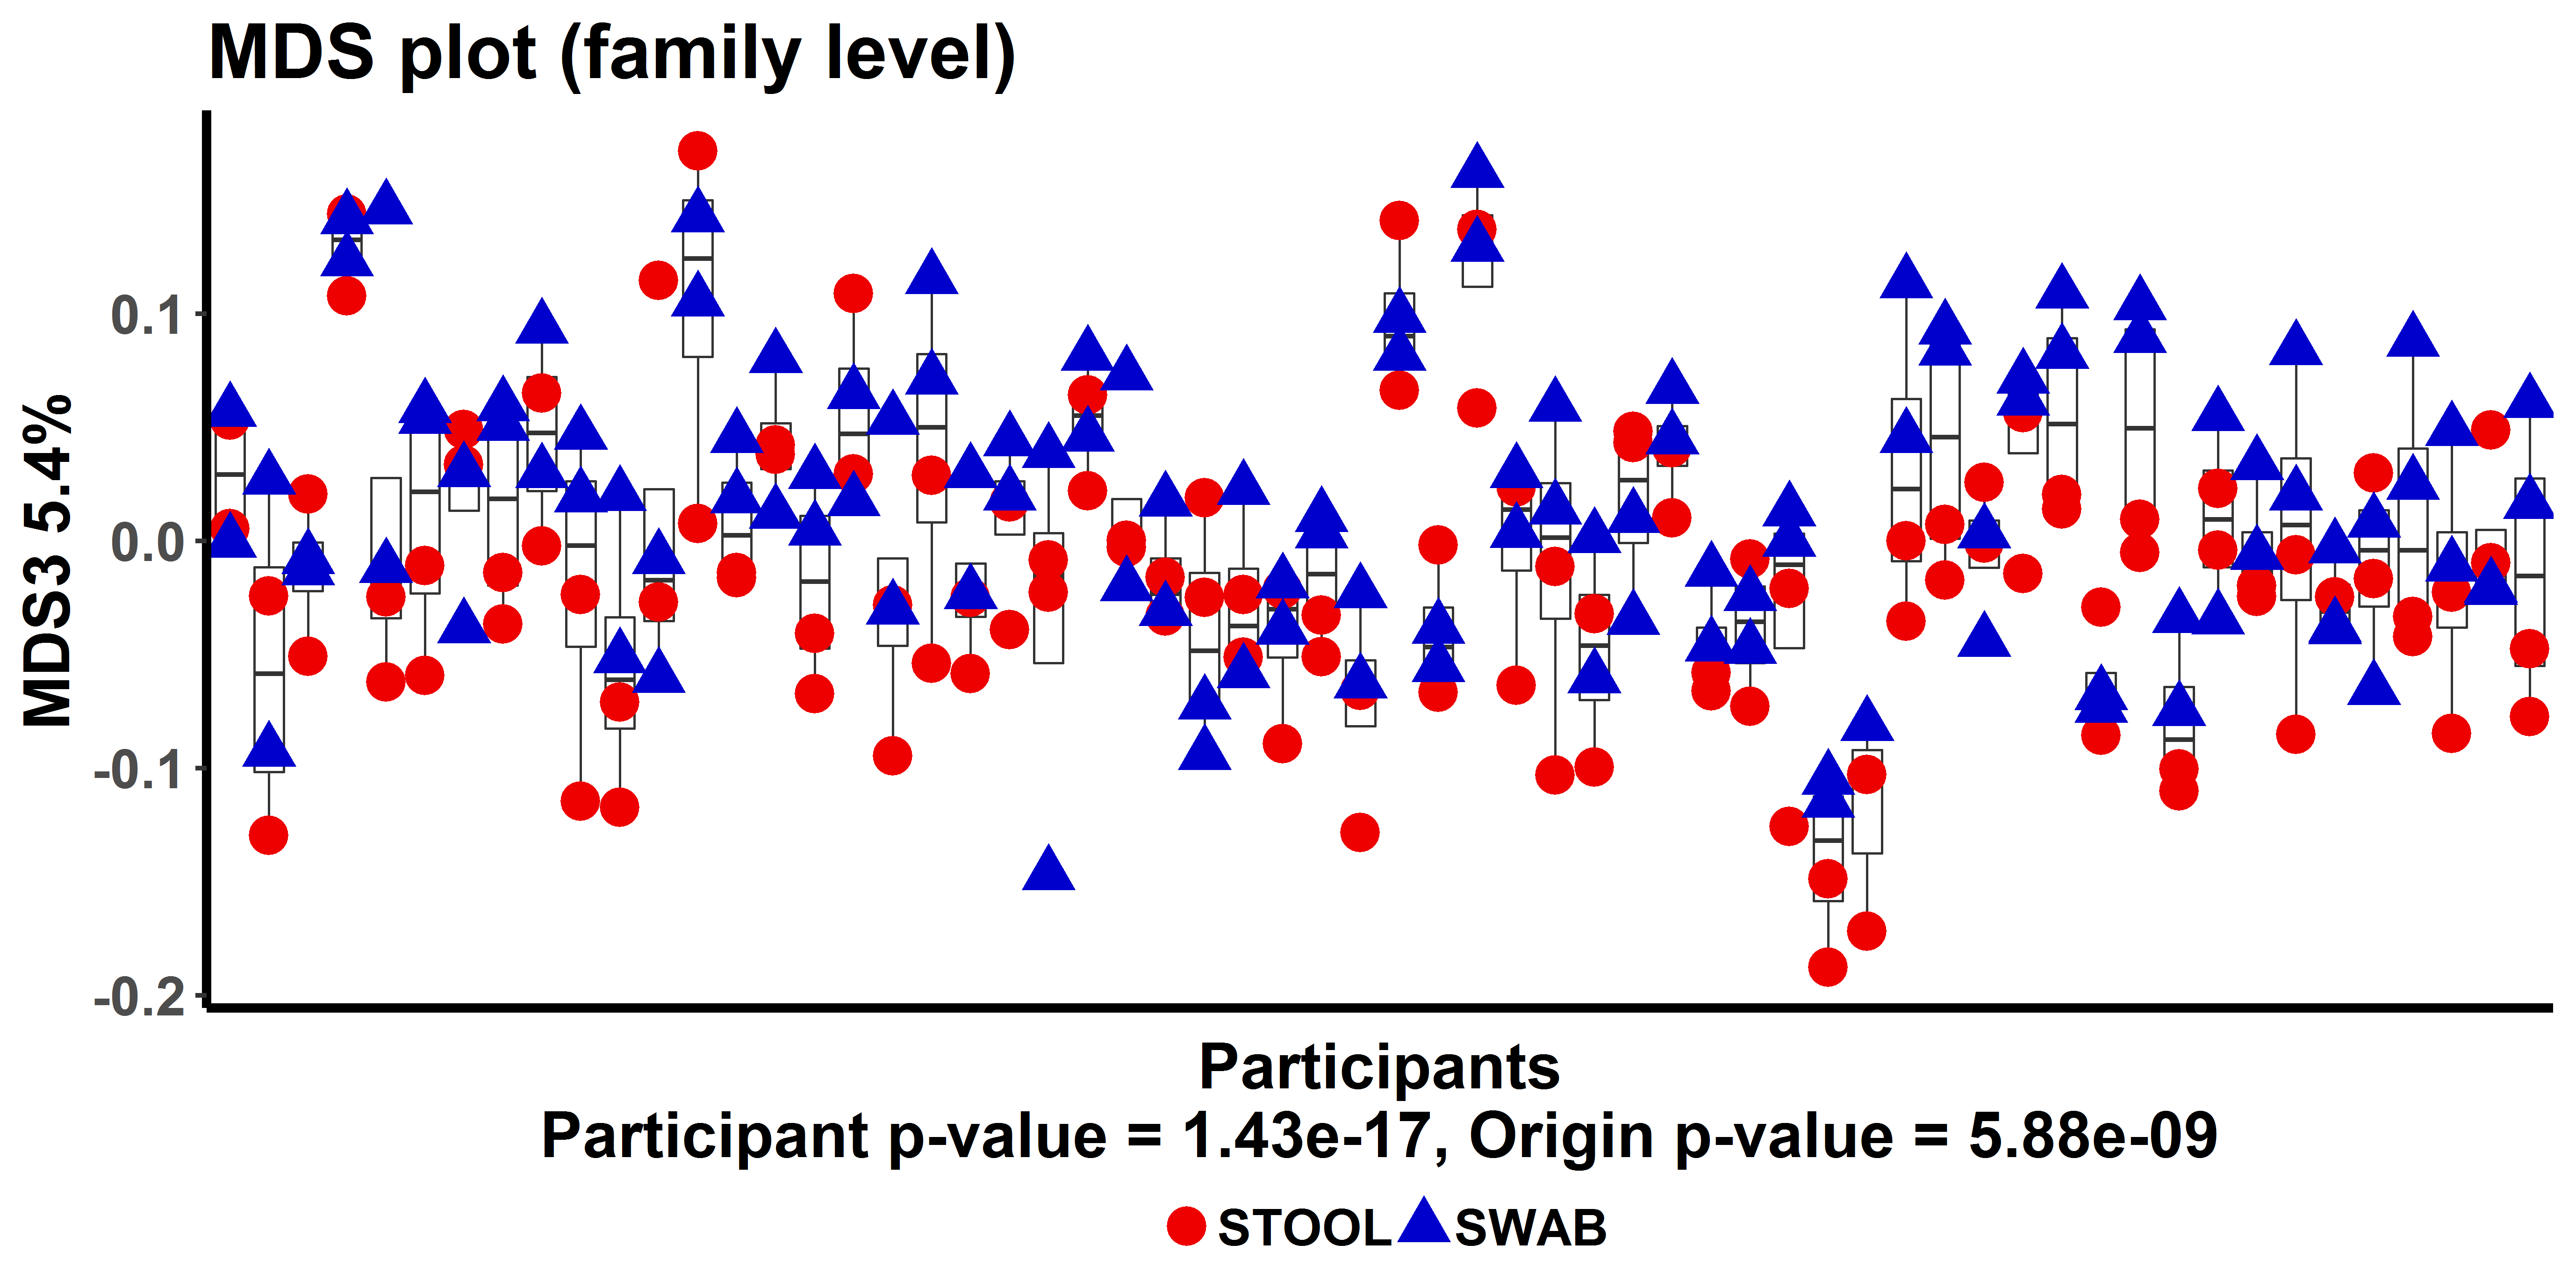 MDS plot (family level)
MDS3 5.4%
0.1
0.0
-0.1
-0.2
Participants
Participant p-value = 1.43e-17, Origin p-value = 5.88e-09
STOOL SWAB